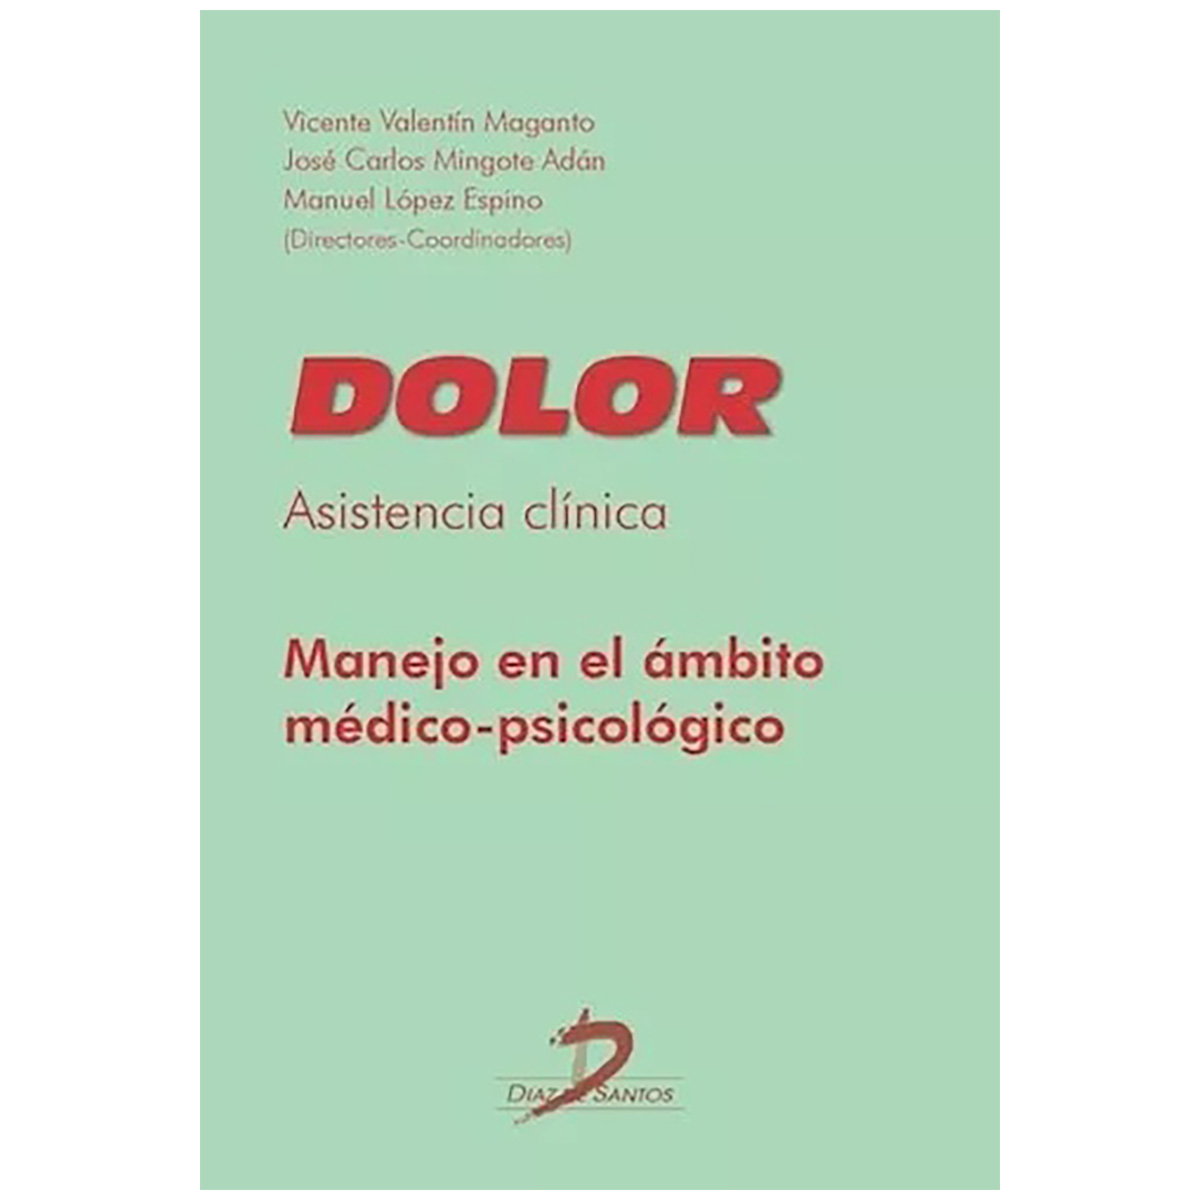 Vicente Valentín Maganto
José Carlos Mingote Adán
Manuel López Espino
(Directores-Coordinadores)
DOLOR
Asistencia clínica
Manejo en el ámbito
médico-psicológico
DIAZ DE SANTOS